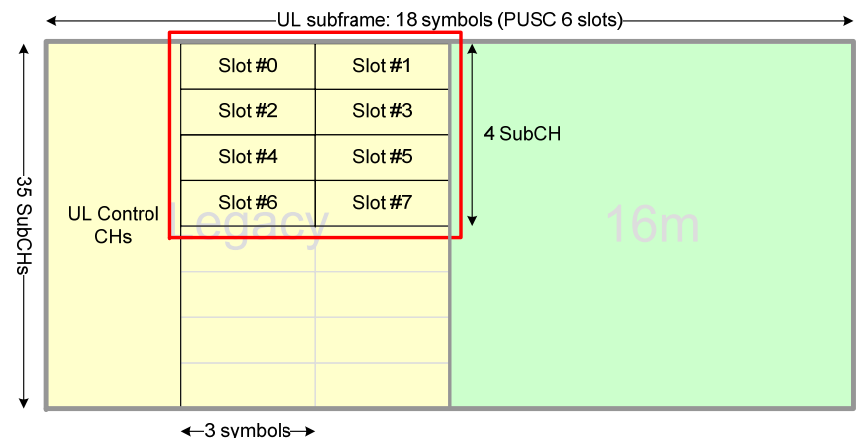 UL subframe: 18 symbols (PUSC 6 slots)
Slot #0
Slot #1
Slot #2
Slot #3
4 SubCH
Slot #4
Slot #5
35 SubCHs
UL Control
CHs
Slot #6
Slot #7
Legacy
16m
3 symbols